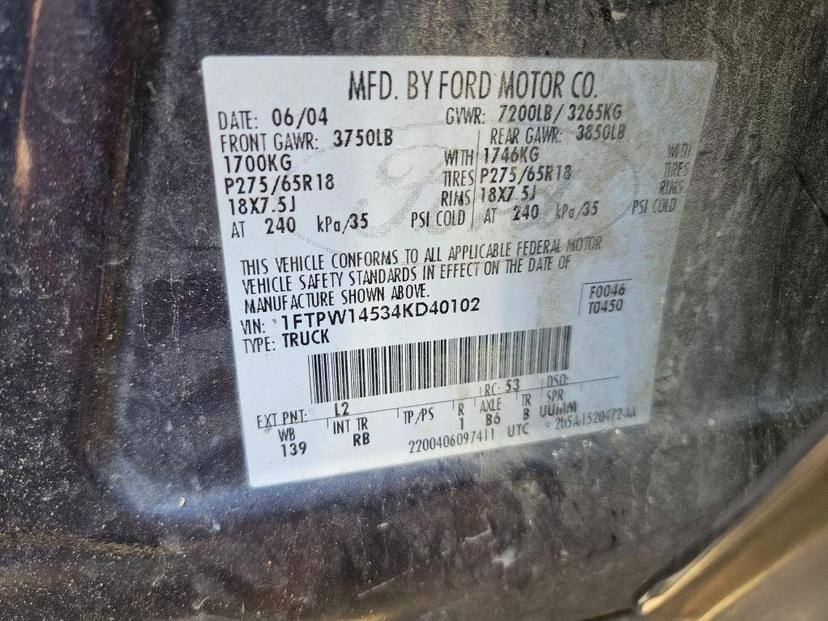 MFD. BY FORD MOTOR CO.
DATE: 06/04 GVWR: 7200LB / 3265KG
FRONT GAWR: 3750LB REAR GAWR: 3850LB
1700KG WITH 1746KG WITH
P275/65R18 TIRES P275/65R18 TIRES
18X7.5J RIMS 18X7.5J RIMS
AT 240 kPa/35 PSI COLD AT 240 kPa/35 PSI COLD
THIS VEHICLE CONFORMS TO ALL APPLICABLE FEDERAL MOTOR
VEHICLE SAFETY STANDARDS IN EFFECT ON THE DATE OF
MANUFACTURE SHOWN ABOVE.
VIN: 1FTPW14534KD40102
TYPE: TRUCK
F0046
T0450
EXT PNT: L2 RC: 53 DSO:
WB INT TR TP/PS R AXLE TR SPR
139 RB 1 B6 B UUMM
2200406097411 UTC